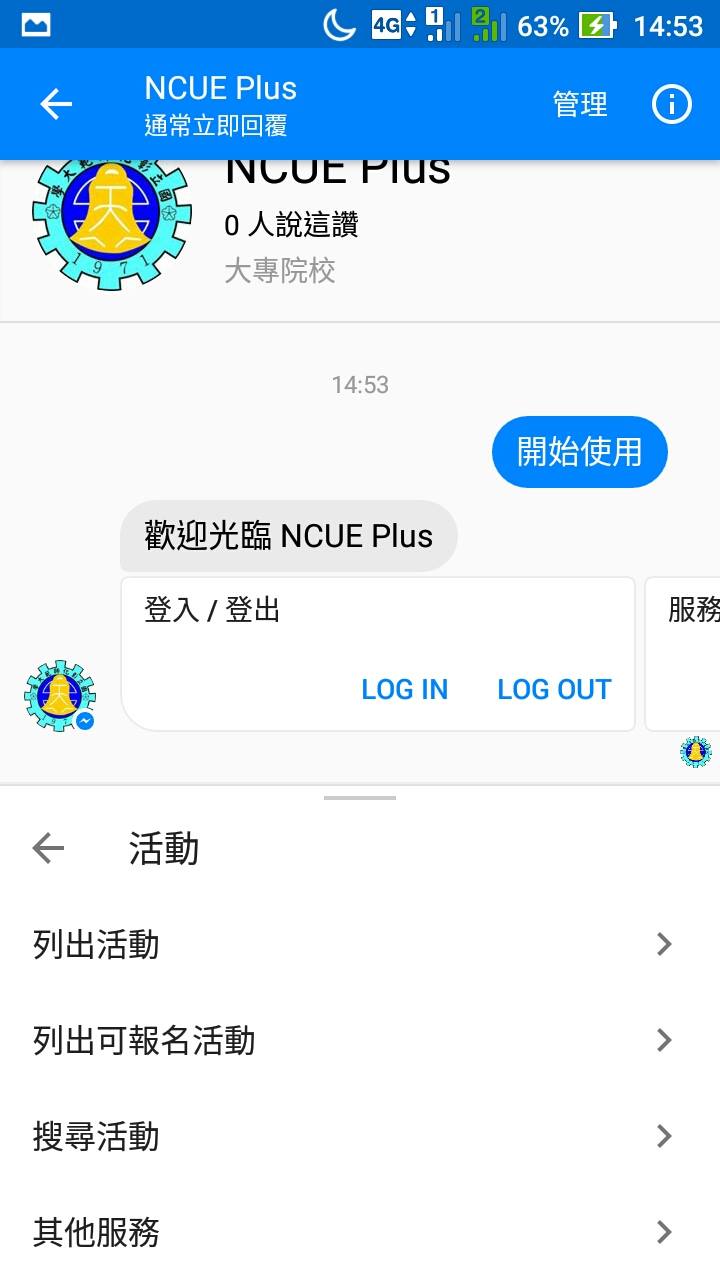 4G 1 2 63% 14:53
NCUE Plus
通常立即回覆
管理
NCUE Plus
0 人說這讚
大專院校
1971
14:53
開始使用
歡迎光臨 NCUE Plus
登入 / 登出
LOG IN LOG OUT
服務
活動
列出活動
列出可報名活動
搜尋活動
其他服務